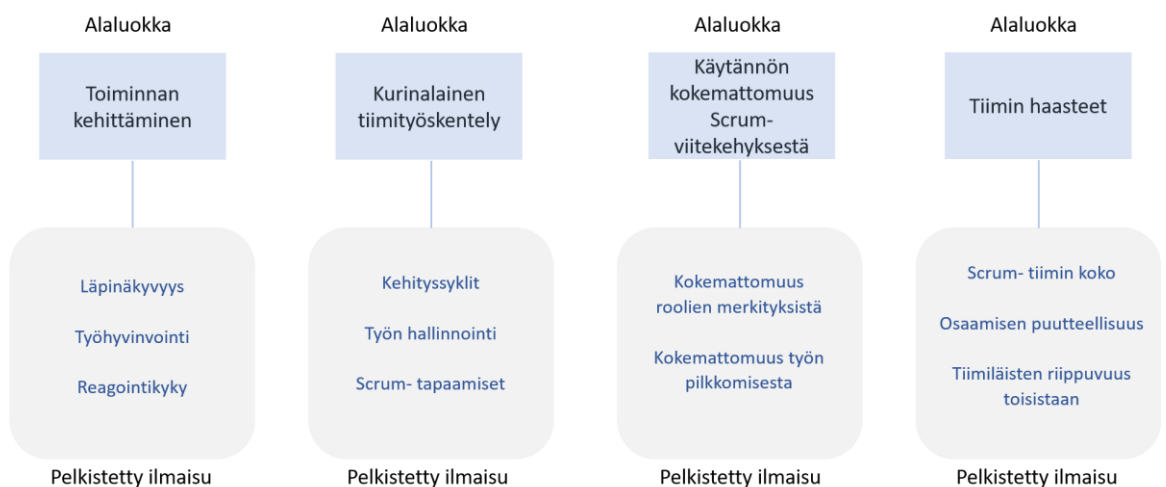 Alaluokka
Toiminnan
kehittäminen
Läpinäkyvyys
Työhyvinvointi
Reagointikyky
Pelkistetty ilmaisu
Alaluokka
Kurinalainen
tiimityöskentely
Kehityssyklit
Työn hallinnointi
Scrum- tapaamiset
Pelkistetty ilmaisu
Alaluokka
Käytännön
kokemattomuus
Scrum-
viitekehyksestä
Kokemattomuus
roolien merkityksistä
Kokemattomuus työn
pilkkomisesta
Pelkistetty ilmaisu
Alaluokka
Tiimin haasteet
Scrum- tiimin koko
Osaamisen puutteellisuus
Tiimiläisten riippuvuus
toisistaan
Pelkistetty ilmaisu